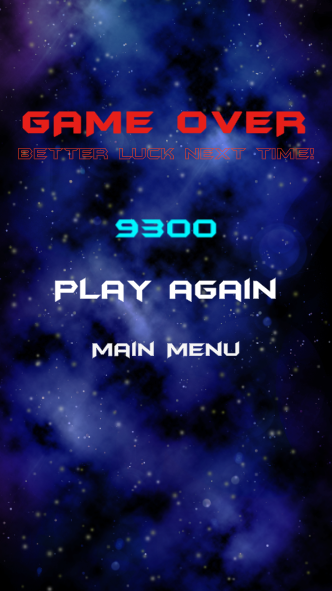 GAME OVER
BETTER LUCK NEXT TIME!
9300
PLAY AGAIN
MAIN MENU